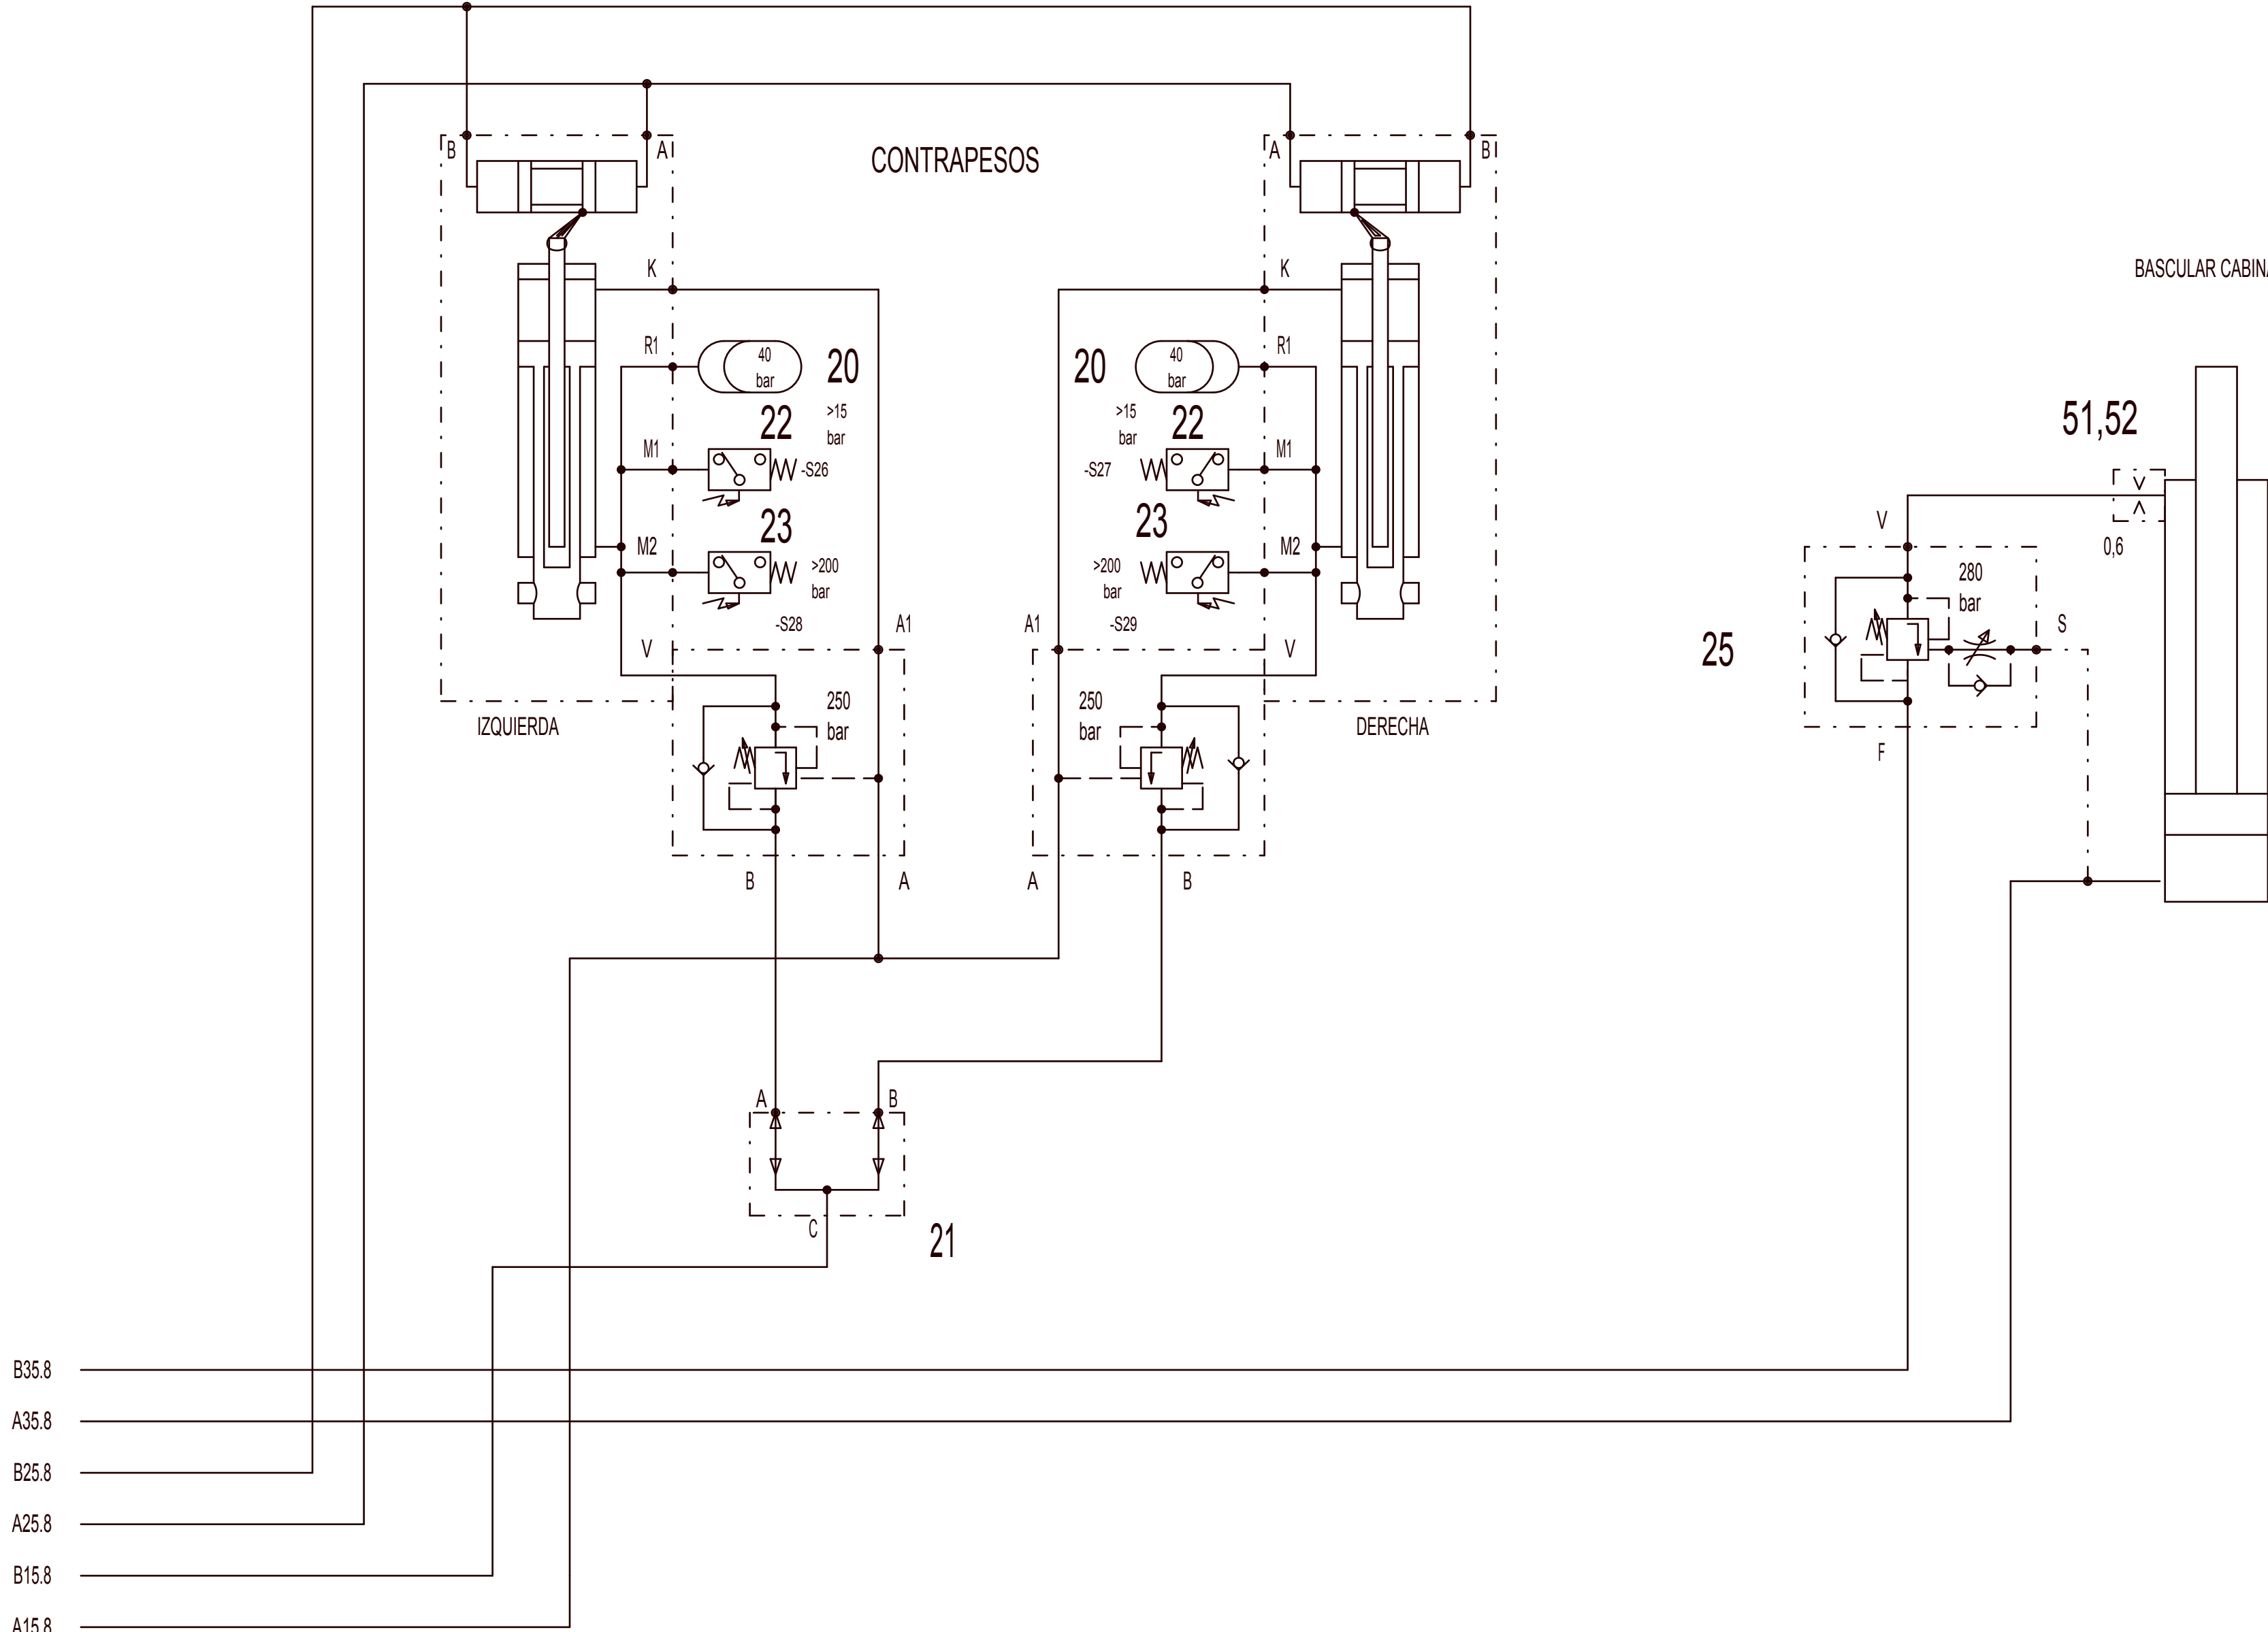 B
A
CONTRAPESOS
A
B
K
K
BASCULAR CABINA
R1
40
bar
20
20
40
bar
R1
22
>15
bar
>15
bar
22
51,52
M1
-S26
-S27
M1
23
23
V
M2
>200
bar
>200
bar
M2
0,6
280
bar
-S28
A1
A1
-S29
S
V
V
25
250
bar
250
bar
IZQUIERDA
DERECHA
F
B
A
A
B
A
B
C
21
B35.8
A35.8
B25.8
A25.8
B15.8
A15.8